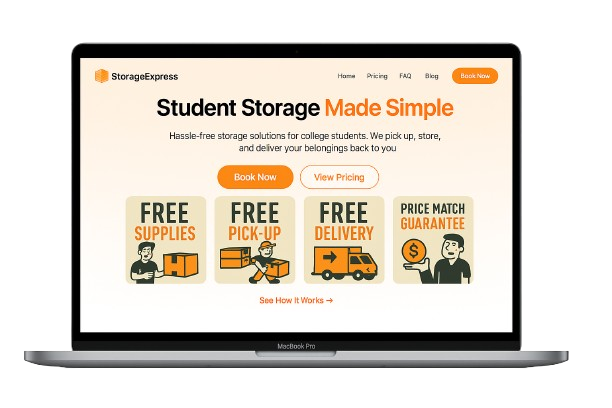 StorageExpress
Home Pricing FAQ Blog Book Now
Student Storage Made Simple
Hassle-free storage solutions for college students. We pick up, store,
and deliver your belongings back to you
Book Now View Pricing
FREE SUPPLIES
FREE PICK-UP
FREE DELIVERY
PRICE MATCH GUARANTEE
$
See How It Works →
MacBook Pro